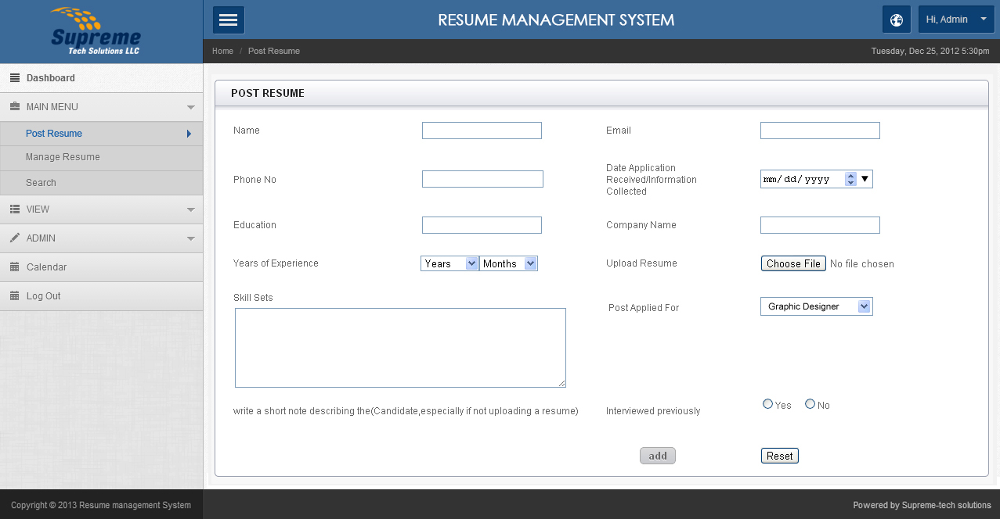 Supreme
Tech Solutions LLC
RESUME MANAGEMENT SYSTEM
Hi, Admin
Home / Post Resume
Tuesday, Dec 25, 2012 5:30pm
Dashboard
MAIN MENU
Post Resume
Manage Resume
Search
VIEW
ADMIN
Calendar
Log Out
POST RESUME
Name
Email
Phone No
Date Application
Received/Information
Collected
mm/dd/yyyy
Education
Company Name
Years of Experience
Years
Months
Upload Resume
Choose File No file chosen
Skill Sets
Post Applied For
Graphic Designer
write a short note describing the(Candidate,especially if not uploading a resume)
Interviewed previously
Yes
No
add
Reset
Copyright © 2013 Resume management System
Powered by Supreme-tech solutions